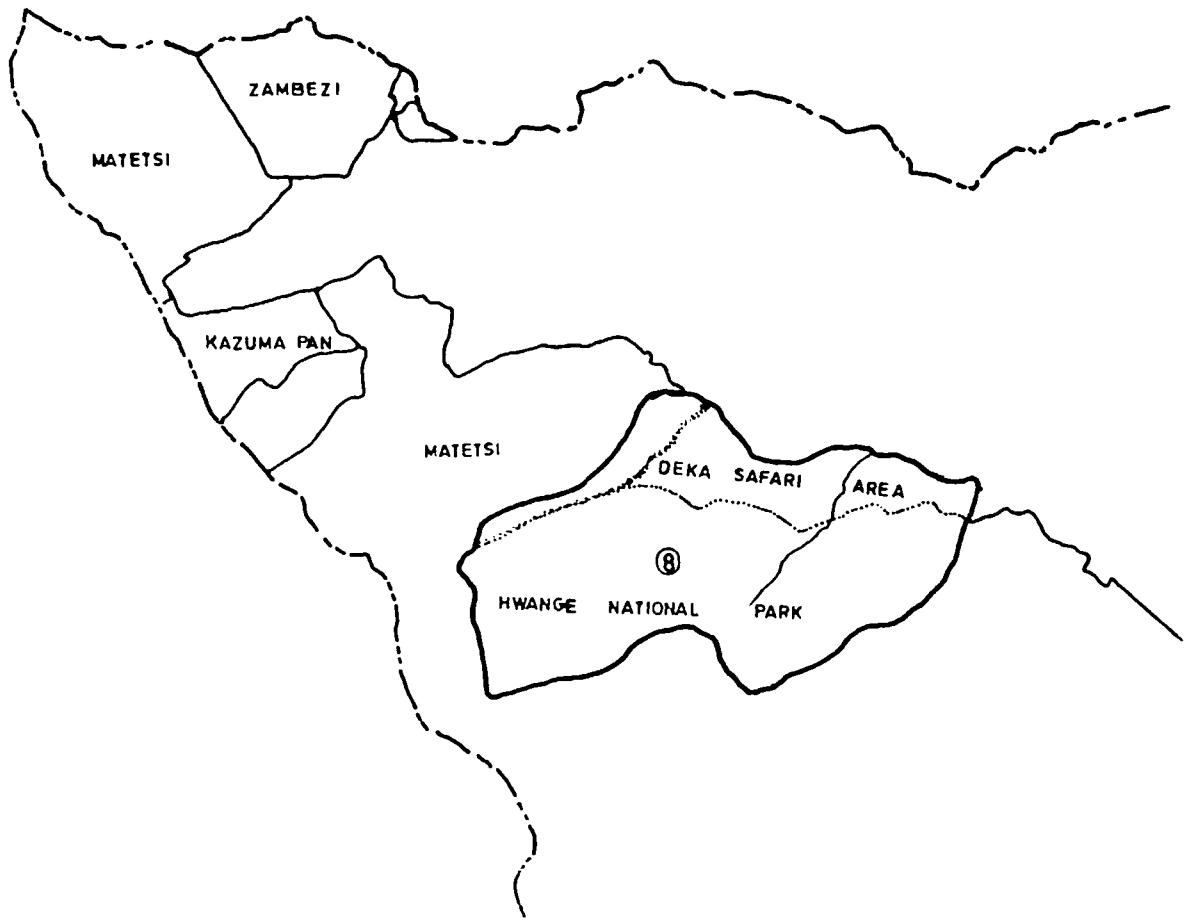 ZAMBEZI
MATETSI
KAZUMA PAN
MATETSI
DEKA SAFARI AREA
8
HWANGE NATIONAL PARK